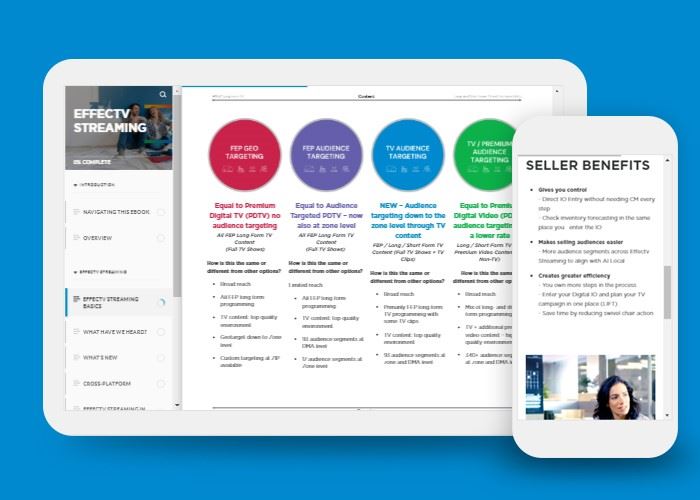 EFFECTV
STREAMING
0% COMPLETE
INTRODUCTION
NAVIGATING THIS EBOOK
OVERVIEW
EFFECTV STREAMING
EFFECTV STREAMING
BASICS
WHAT HAVE WE HEARD?
WHAT'S NEW
CROSS-PLATFORM
EFFECTV STREAMING IN
Content
FEP GEO
TARGETING
Equal to Premium
Digital TV (PDTV) no
audience targeting
All FEP Long Form TV
Content
(Full TV Shows)
How is this the same or
different from other options?
• Broad reach
• All FEP long form
programming
• TV content: top quality
environment
• Geotarget down to Zone
level
• Custom targeting at ZIP
available
FEP AUDIENCE
TARGETING
Equal to Audience
Targeted PDTV – now
also at zone level
All FEP Long Form TV
Content
(Full TV Shows)
How is this the same or
different from other options?
Limited reach
• All FEP long form
programming
• TV content: top quality
environment
audience segments at
DMA level
audience segments at
Zone level
TV AUDIENCE
TARGETING
NEW – Audience
targeting down to the
zone level through TV
content
FEP / Long / Short Form TV
Content (Full TV Shows + TV
Clips)
How is this the same or
different from other options?
• Broad reach
• Primarily FEP long form
TV Programming with
some TV clips
• TV content: top quality
environment
audience segments at
zone and DMA level
TV / PREMIUM
AUDIENCE
TARGETING
Equal to Premium
Digital Video
audience targeting
a lower rate
Long / Short Form TV
Premium Video Content
Non-TV)
How is this the same or
different from other options?
• Broad reach
• Mix of long- and
form programming
• TV + additional
video content -
quality environment
• audience segments
at zone and DMA level
SELLER BENEFITS
• Gives you control
- Direct IO Entry without needing CM every
step
- Check inventory forecasting in the same
place you enter the IO
• Makes selling audiences easier
- More audience segments across Effectv
Streaming to align with AI Local
• Creates greater efficiency
- You own more steps in the process
- Enter your Digital IO and plan your TV
campaign in one place (LIFT)
- Save time by reducing swivel chair action